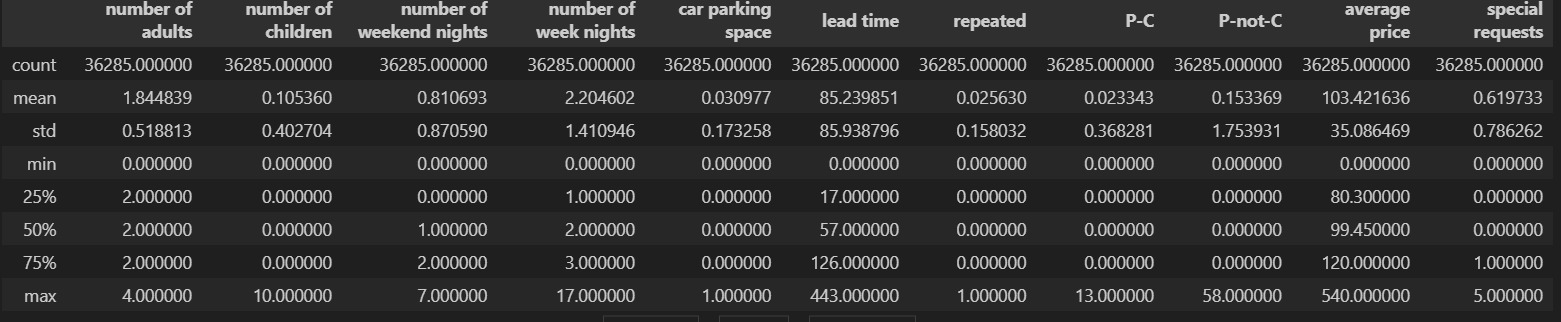 number of adults number of children number of weekend nights number of week nights car parking space lead time repeated P-C P-not-C average price special requests
count 36285.000000 36285.000000 36285.000000 36285.000000 36285.000000 36285.000000 36285.000000 36285.000000 36285.000000 36285.000000 36285.000000
mean 1.844839 0.105360 0.810693 2.204602 0.030977 85.239851 0.025630 0.023343 0.153369 103.421636 0.619733
std 0.518813 0.402704 0.870590 1.410946 0.173258 85.938796 0.158032 0.368281 1.753931 35.086469 0.786262
min 0.000000 0.000000 0.000000 0.000000 0.000000 0.000000 0.000000 0.000000 0.000000 0.000000 0.000000
25% 2.000000 0.000000 0.000000 1.000000 0.000000 17.000000 0.000000 0.000000 0.000000 80.300000 0.000000
50% 2.000000 0.000000 1.000000 2.000000 0.000000 57.000000 0.000000 0.000000 0.000000 99.450000 0.000000
75% 2.000000 0.000000 2.000000 3.000000 0.000000 126.000000 0.000000 0.000000 0.000000 120.000000 1.000000
max 4.000000 10.000000 7.000000 17.000000 1.000000 443.000000 1.000000 13.000000 58.000000 540.000000 5.000000